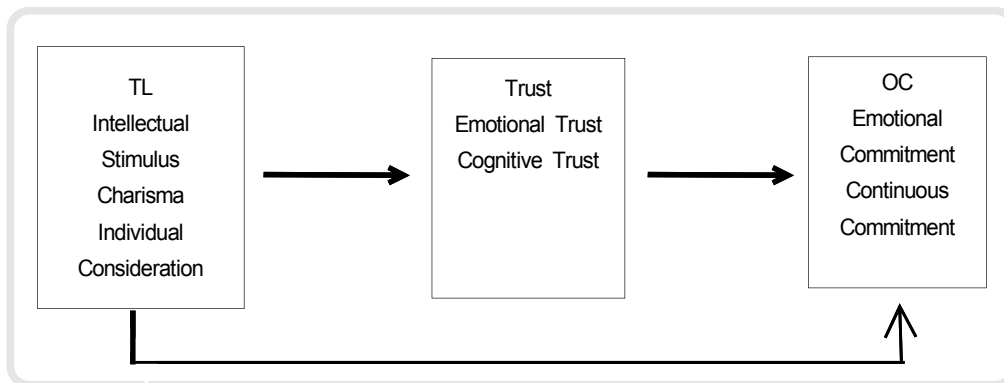 TL
Intellectual
Stimulus
Charisma
Individual
Consideration
Trust
Emotional Trust
Cognitive Trust
OC
Emotional
Commitment
Continuous
Commitment